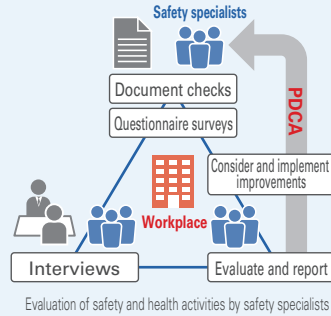 Safety specialists
Document checks
Questionnaire surveys
PDCA
Consider and implement
improvements
Workplace
Interviews
Evaluate and report
Evaluation of safety and health activities by safety specialists